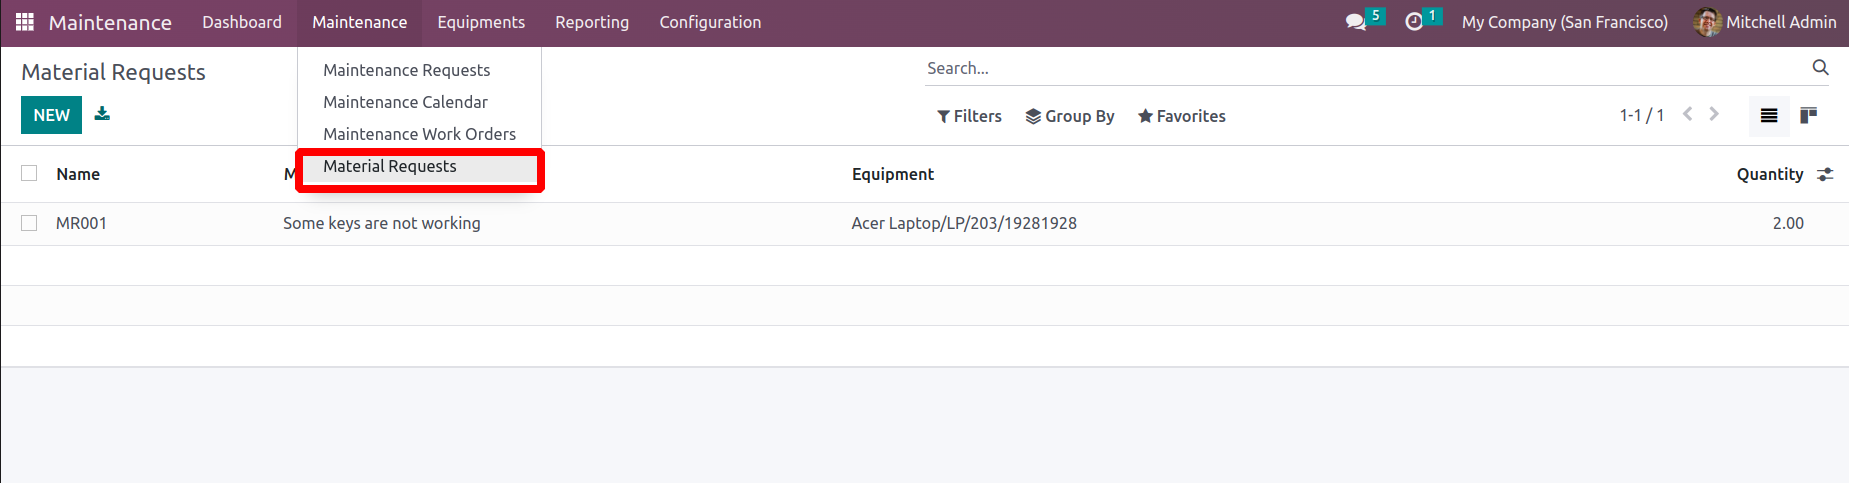 Maintenance Dashboard Maintenance Equipments Reporting Configuration 5 1 My Company (San Francisco) Mitchell Admin
Material Requests
Search...
NEW
Maintenance Requests
Maintenance Calendar
Maintenance Work Orders
Material Requests
Filters Group By Favorites 1-1 / 1
Name M Equipment Quantity
MR001 Some keys are not working Acer Laptop/LP/203/19281928 2.00